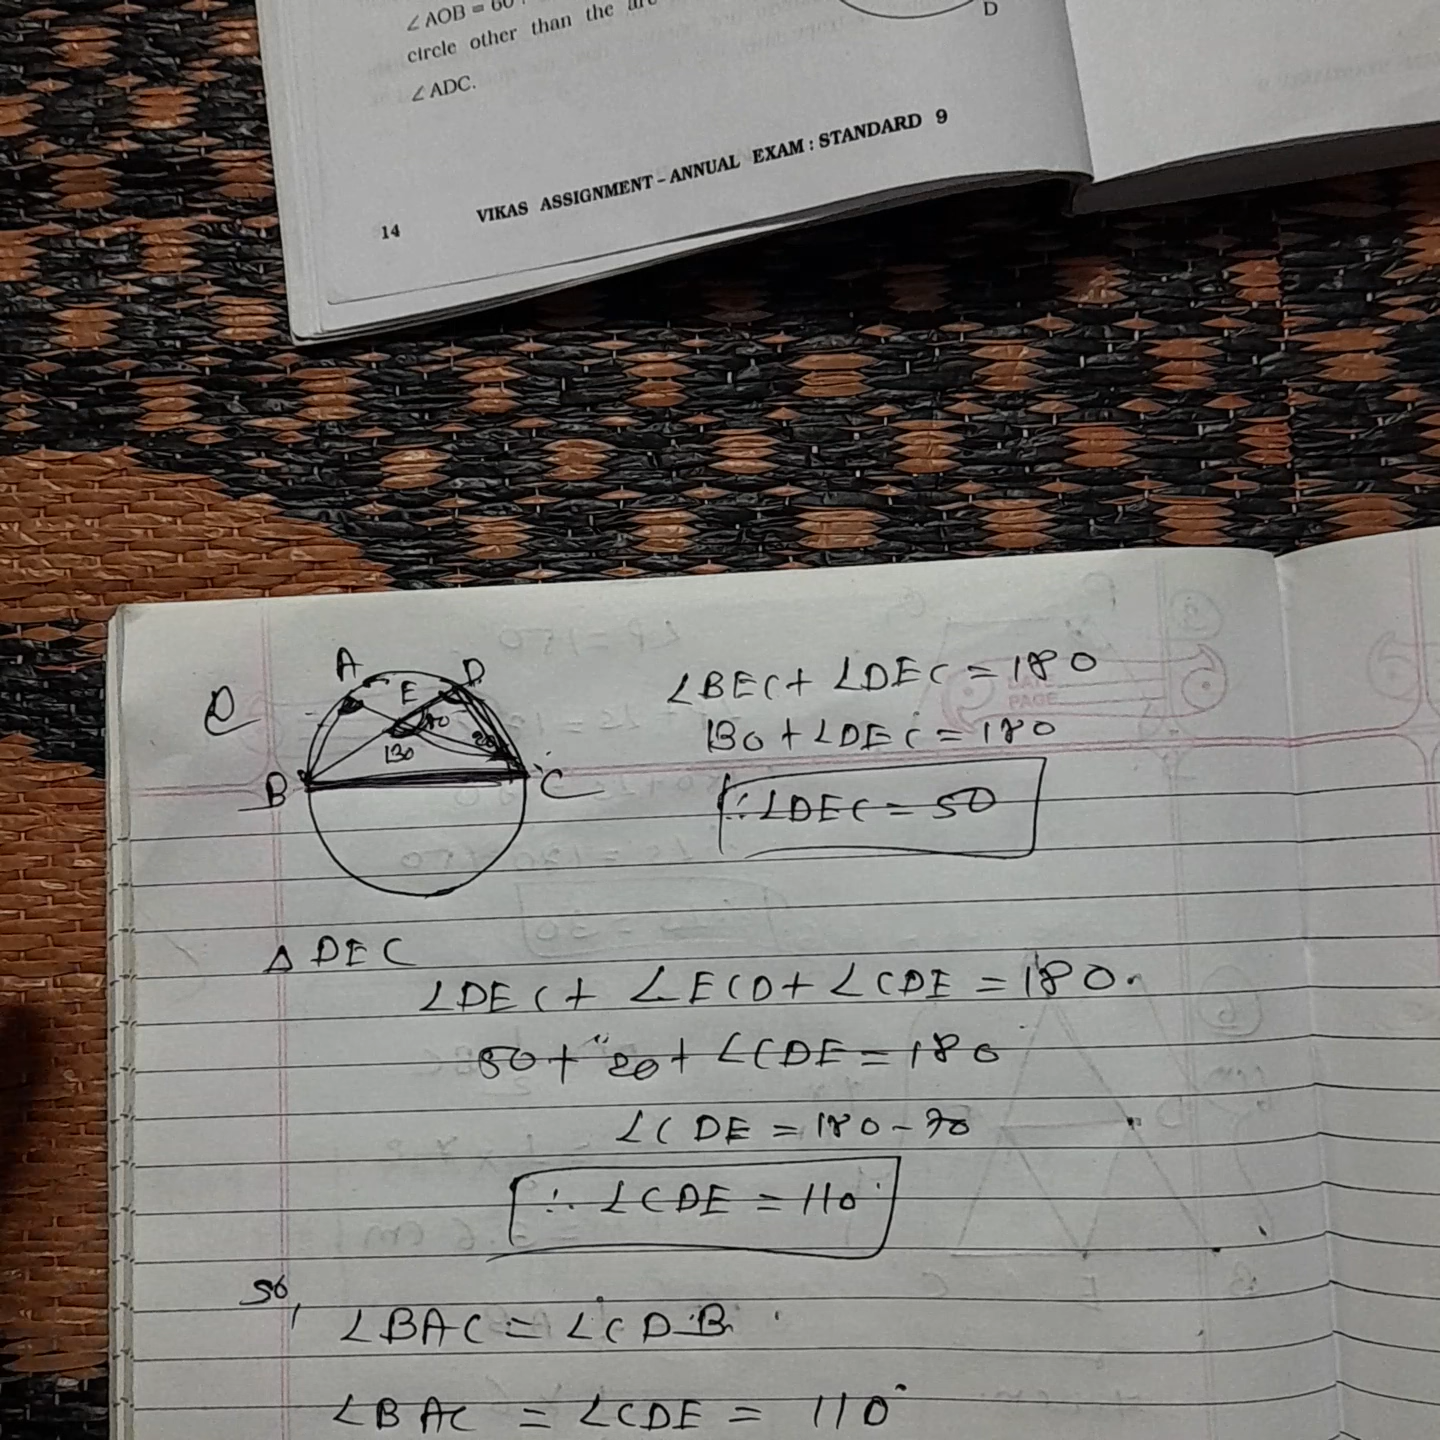 ∠AOB = 60
circle other than the arc
∠ADC.
D
14 VIKAS ASSIGNMENT – ANNUAL EXAM : STANDARD 9
A E D
130 20
B C
∠BEC + ∠DEC = 180
130 + ∠DEC = 180
∴ ∠DEC = 50
△ DEC
∠DEC + ∠ECD + ∠CDE = 180.
50 + 20 + ∠CDE = 180
∠CDE = 180 - 70
∴ ∠CDE = 110°
So,
∠BAC = ∠CDB
∠BAC = ∠CDE = 110°